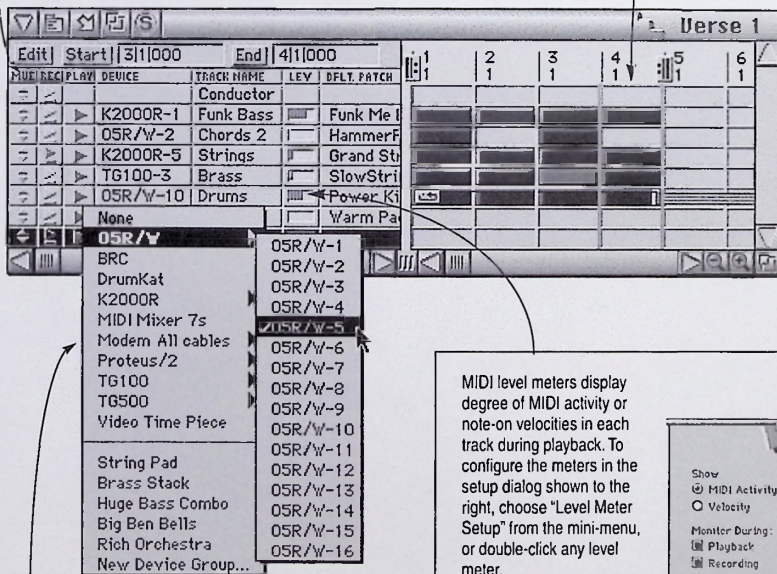 Verse 1
Edit Start 3|1|000 End 4|1|000
1 2 3 4 5 6
1 1 1 1 1 1
MVE REC PLAY DEVICE TRACK NAME LEV DFLT. PATCH
Conductor
K2000R-1 Funk Bass Funk Me
05R/W-2 Chords 2 HammerF
K2000R-5 Strings Grand Str
TG100-3 Brass SlowStri
05R/W-10 Drums Power Ki
Warm Pa
None
05R/W
BRC
DrumKat
K2000R
MIDI Mixer 7s
Modem All cables
Proteus/2
TG100
TG500
Video Time Piece
String Pad
Brass Stack
Huge Bass Combo
Big Ben Bells
Rich Orchestra
New Device Group...
05R/W-1
05R/W-2
05R/W-3
05R/W-4
05R/W-5
05R/W-6
05R/W-7
05R/W-8
05R/W-9
05R/W-10
05R/W-11
05R/W-12
05R/W-13
05R/W-14
05R/W-15
05R/W-16
MIDI level meters display
degree of MIDI activity or
note-on velocities in each
track during playback. To
configure the meters in the
setup dialog shown to the
right, choose "Level Meter
Setup" from the mini-menu,
or double-click any level
meter.
Show
MIDI Activity
Velocity
Monitor During:
Playback
Recording